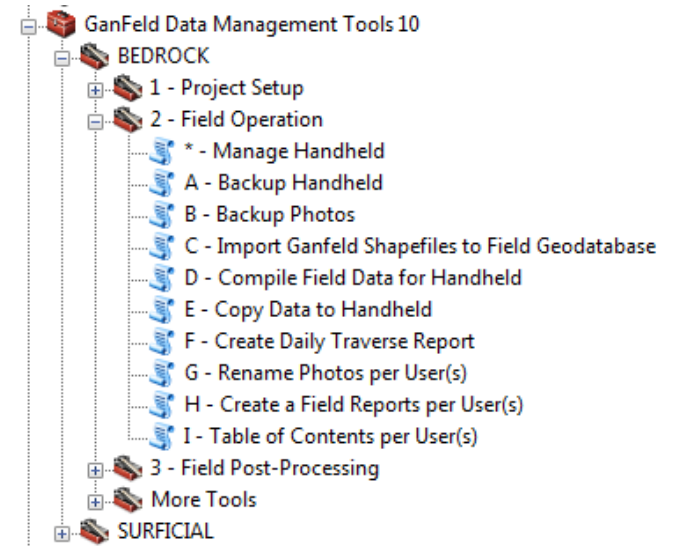 GanFeld Data Management Tools 10
BEDROCK
1 - Project Setup
2 - Field Operation
* - Manage Handheld
A - Backup Handheld
B - Backup Photos
C - Import Ganfeld Shapefiles to Field Geodatabase
D - Compile Field Data for Handheld
E - Copy Data to Handheld
F - Create Daily Traverse Report
G - Rename Photos per User(s)
H - Create a Field Reports per User(s)
I - Table of Contents per User(s)
3 - Field Post-Processing
More Tools
SURFICIAL